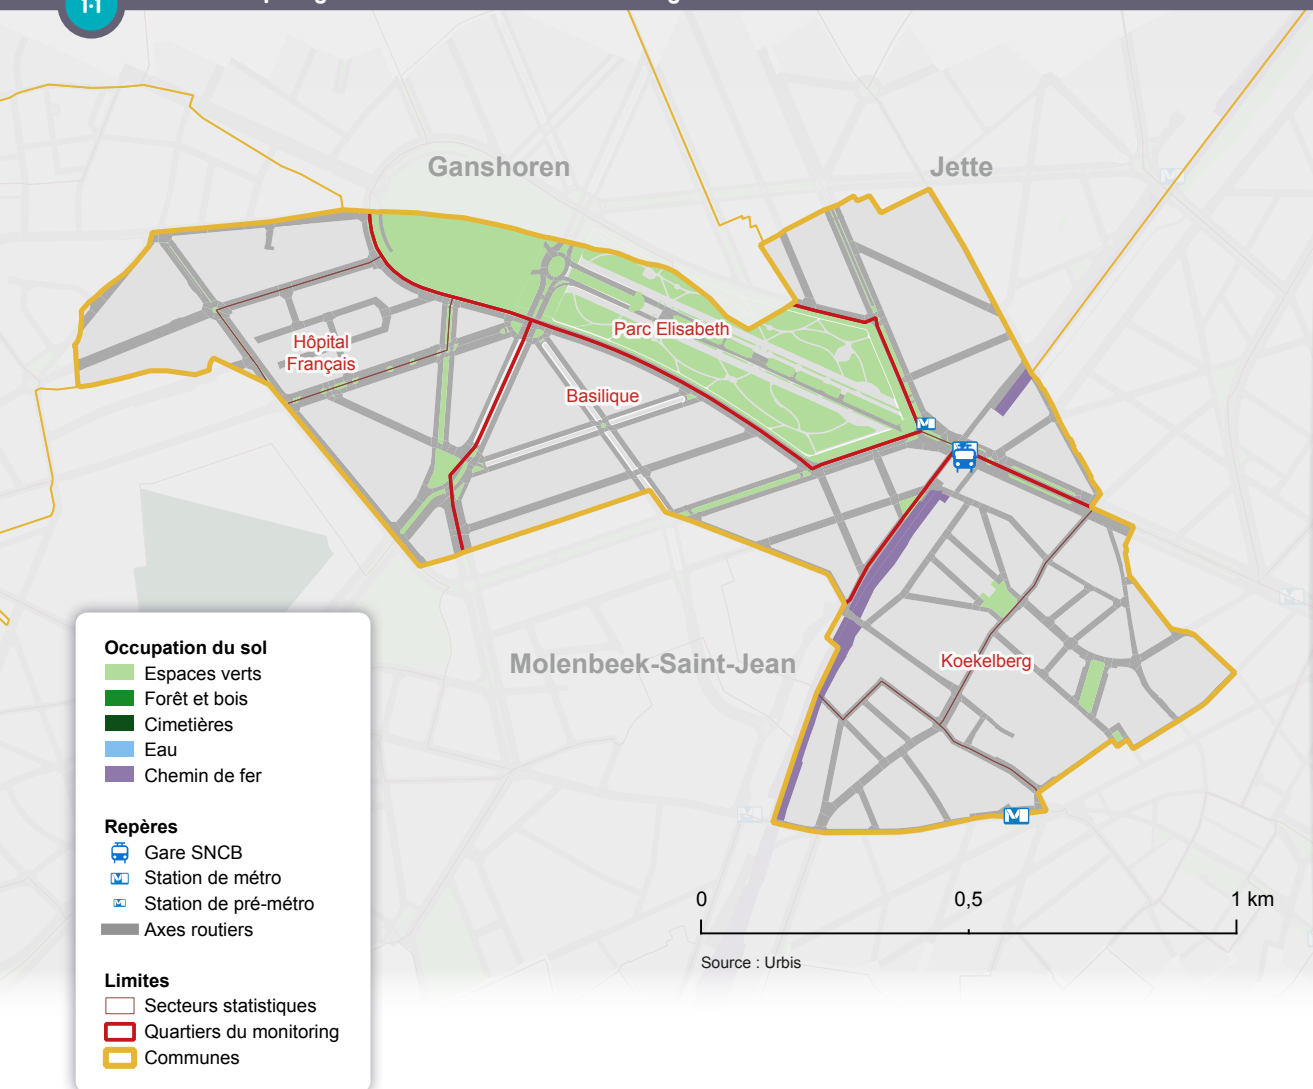 1.1
Ganshoren
Jette
Parc Elisabeth
Hôpital
Français
Basilique
Molenbeek-Saint-Jean
Koekelberg
Occupation du sol
Espaces verts
Forêt et bois
Cimetières
Eau
Chemin de fer
Repères
Gare SNCB
Station de métro
Station de pré-métro
Axes routiers
Limites
Secteurs statistiques
Quartiers du monitoring
Communes
0 0,5 1 km
Source : Urbis